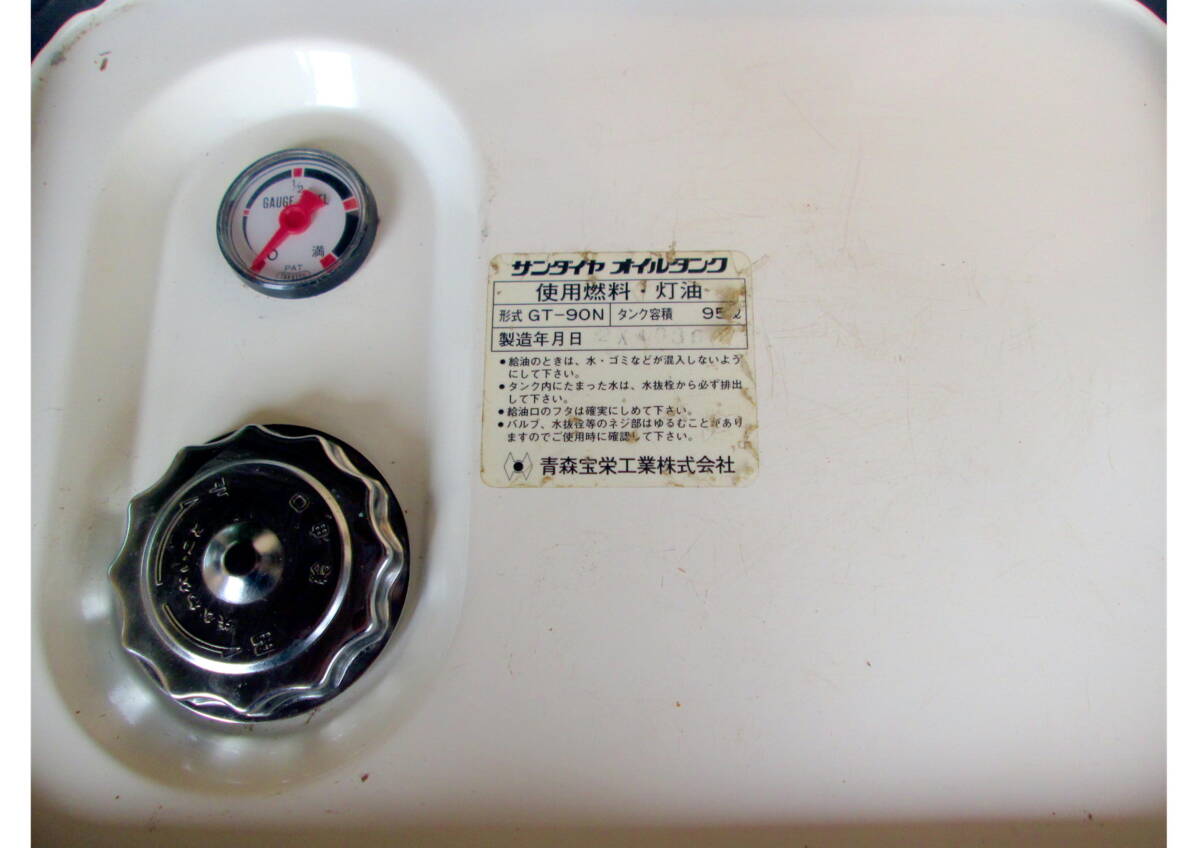 1/2
GAUGE
O 満
PAT
サンダイヤ オイルタンク
使用燃料・灯油
形式 GT-90N タンク容積 95ℓ
製造年月日
●給油のときは、水・ゴミなどが混入しないよう
にして下さい。
●タンク内にたまった水は、水抜栓から必ず排出
して下さい。
●給油口のフタは確実にしめて下さい。
●バルブ、水抜栓等のネジ部はゆるむことがあり
ますのでご使用時に確認して下さい。
青森宝栄工業株式会社